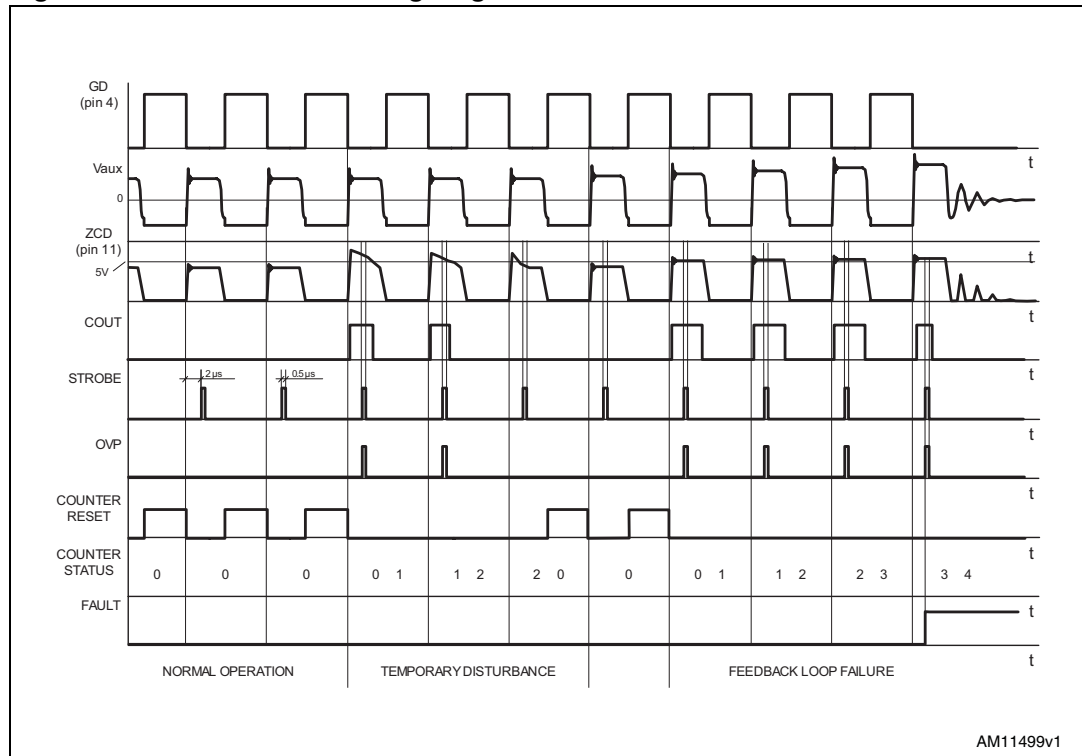 GD
(pin 4)
t
Vaux
0
ZCD
(pin 11)
t
5V
t
COUT
t
STROBE
2µs
0.5µs
t
OVP
t
COUNTER
RESET
t
COUNTER
STATUS
0 0 0 0 1 1 2 2 0 0 0 1 1 2 2 3 3 4
FAULT
t
t
NORMAL OPERATION TEMPORARY DISTURBANCE FEEDBACK LOOP FAILURE
AM11499v1